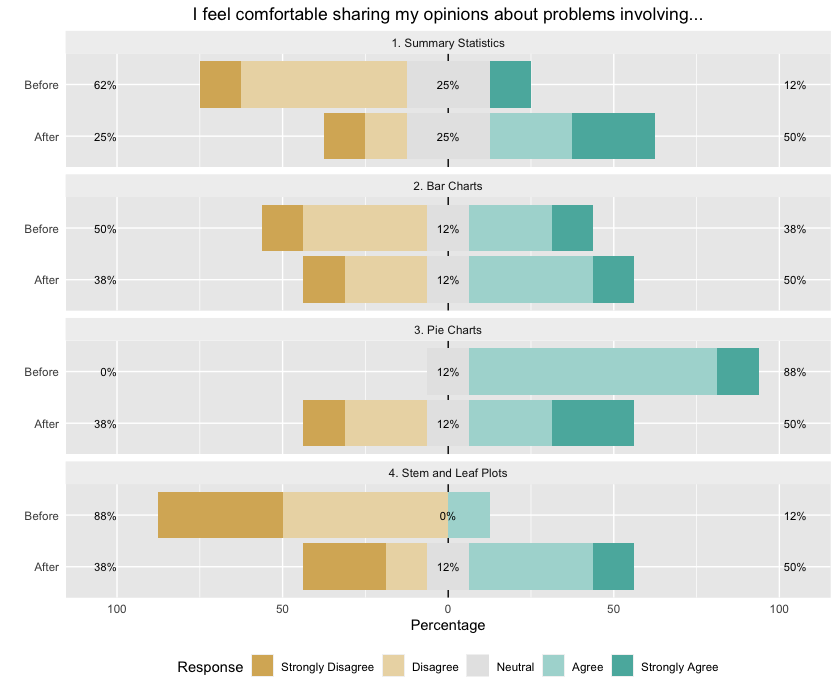 I feel comfortable sharing my opinions about problems involving...
1. Summary Statistics
Before 62% 25% 12%
After 25% 25% 50%
2. Bar Charts
Before 50% 12% 38%
After 38% 12% 50%
3. Pie Charts
Before 0% 12% 88%
After 38% 12% 50%
4. Stem and Leaf Plots
Before 88% 0% 12%
After 38% 12% 50%
100 50 0 50 100
Percentage
Response Strongly Disagree Disagree Neutral Agree Strongly Agree